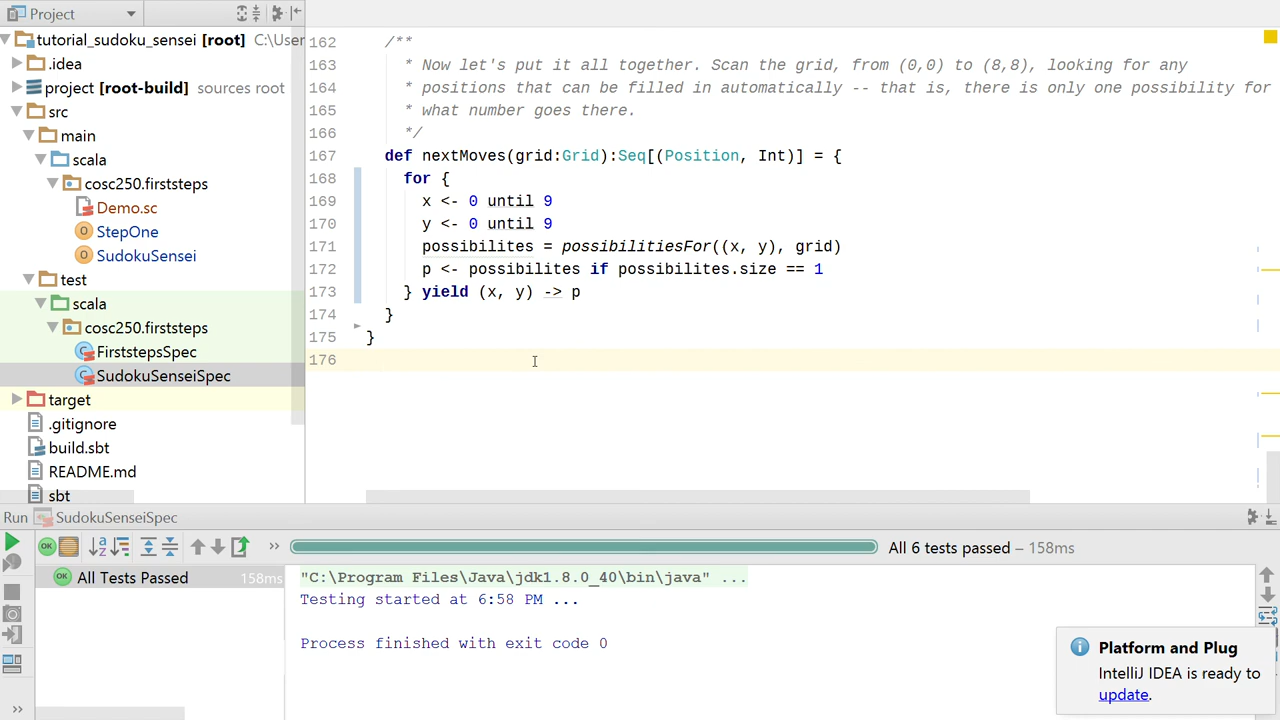 Project
tutorial_sudoku_sensei [root] C:\User
.idea
project [root-build] sources root
src
main
scala
cosc250.firststeps
Demo.sc
StepOne
SudokuSensei
test
scala
cosc250.firststeps
FirststepsSpec
SudokuSenseiSpec
target
.gitignore
build.sbt
README.md
sbt
162 /**
163 * Now let's put it all together. Scan the grid, from (0,0) to (8,8), looking for any
164 * positions that can be filled in automatically -- that is, there is only one possibility for
165 * what number goes there.
166 */
167 def nextMoves(grid:Grid):Seq[(Position, Int)] = {
168 for {
169 x <- 0 until 9
170 y <- 0 until 9
171 possibilites = possibilitiesFor((x, y), grid)
172 p <- possibilites if possibilites.size == 1
173 } yield (x, y) -> p
174 }
175 }
176
Run SudokuSenseiSpec
OK >> All 6 tests passed – 158ms
OK All Tests Passed 158ms
"C:\Program Files\Java\jdk1.8.0_40\bin\java" ...
Testing started at 6:58 PM ...
Process finished with exit code 0
Platform and Plug
IntelliJ IDEA is ready to
update.
>>